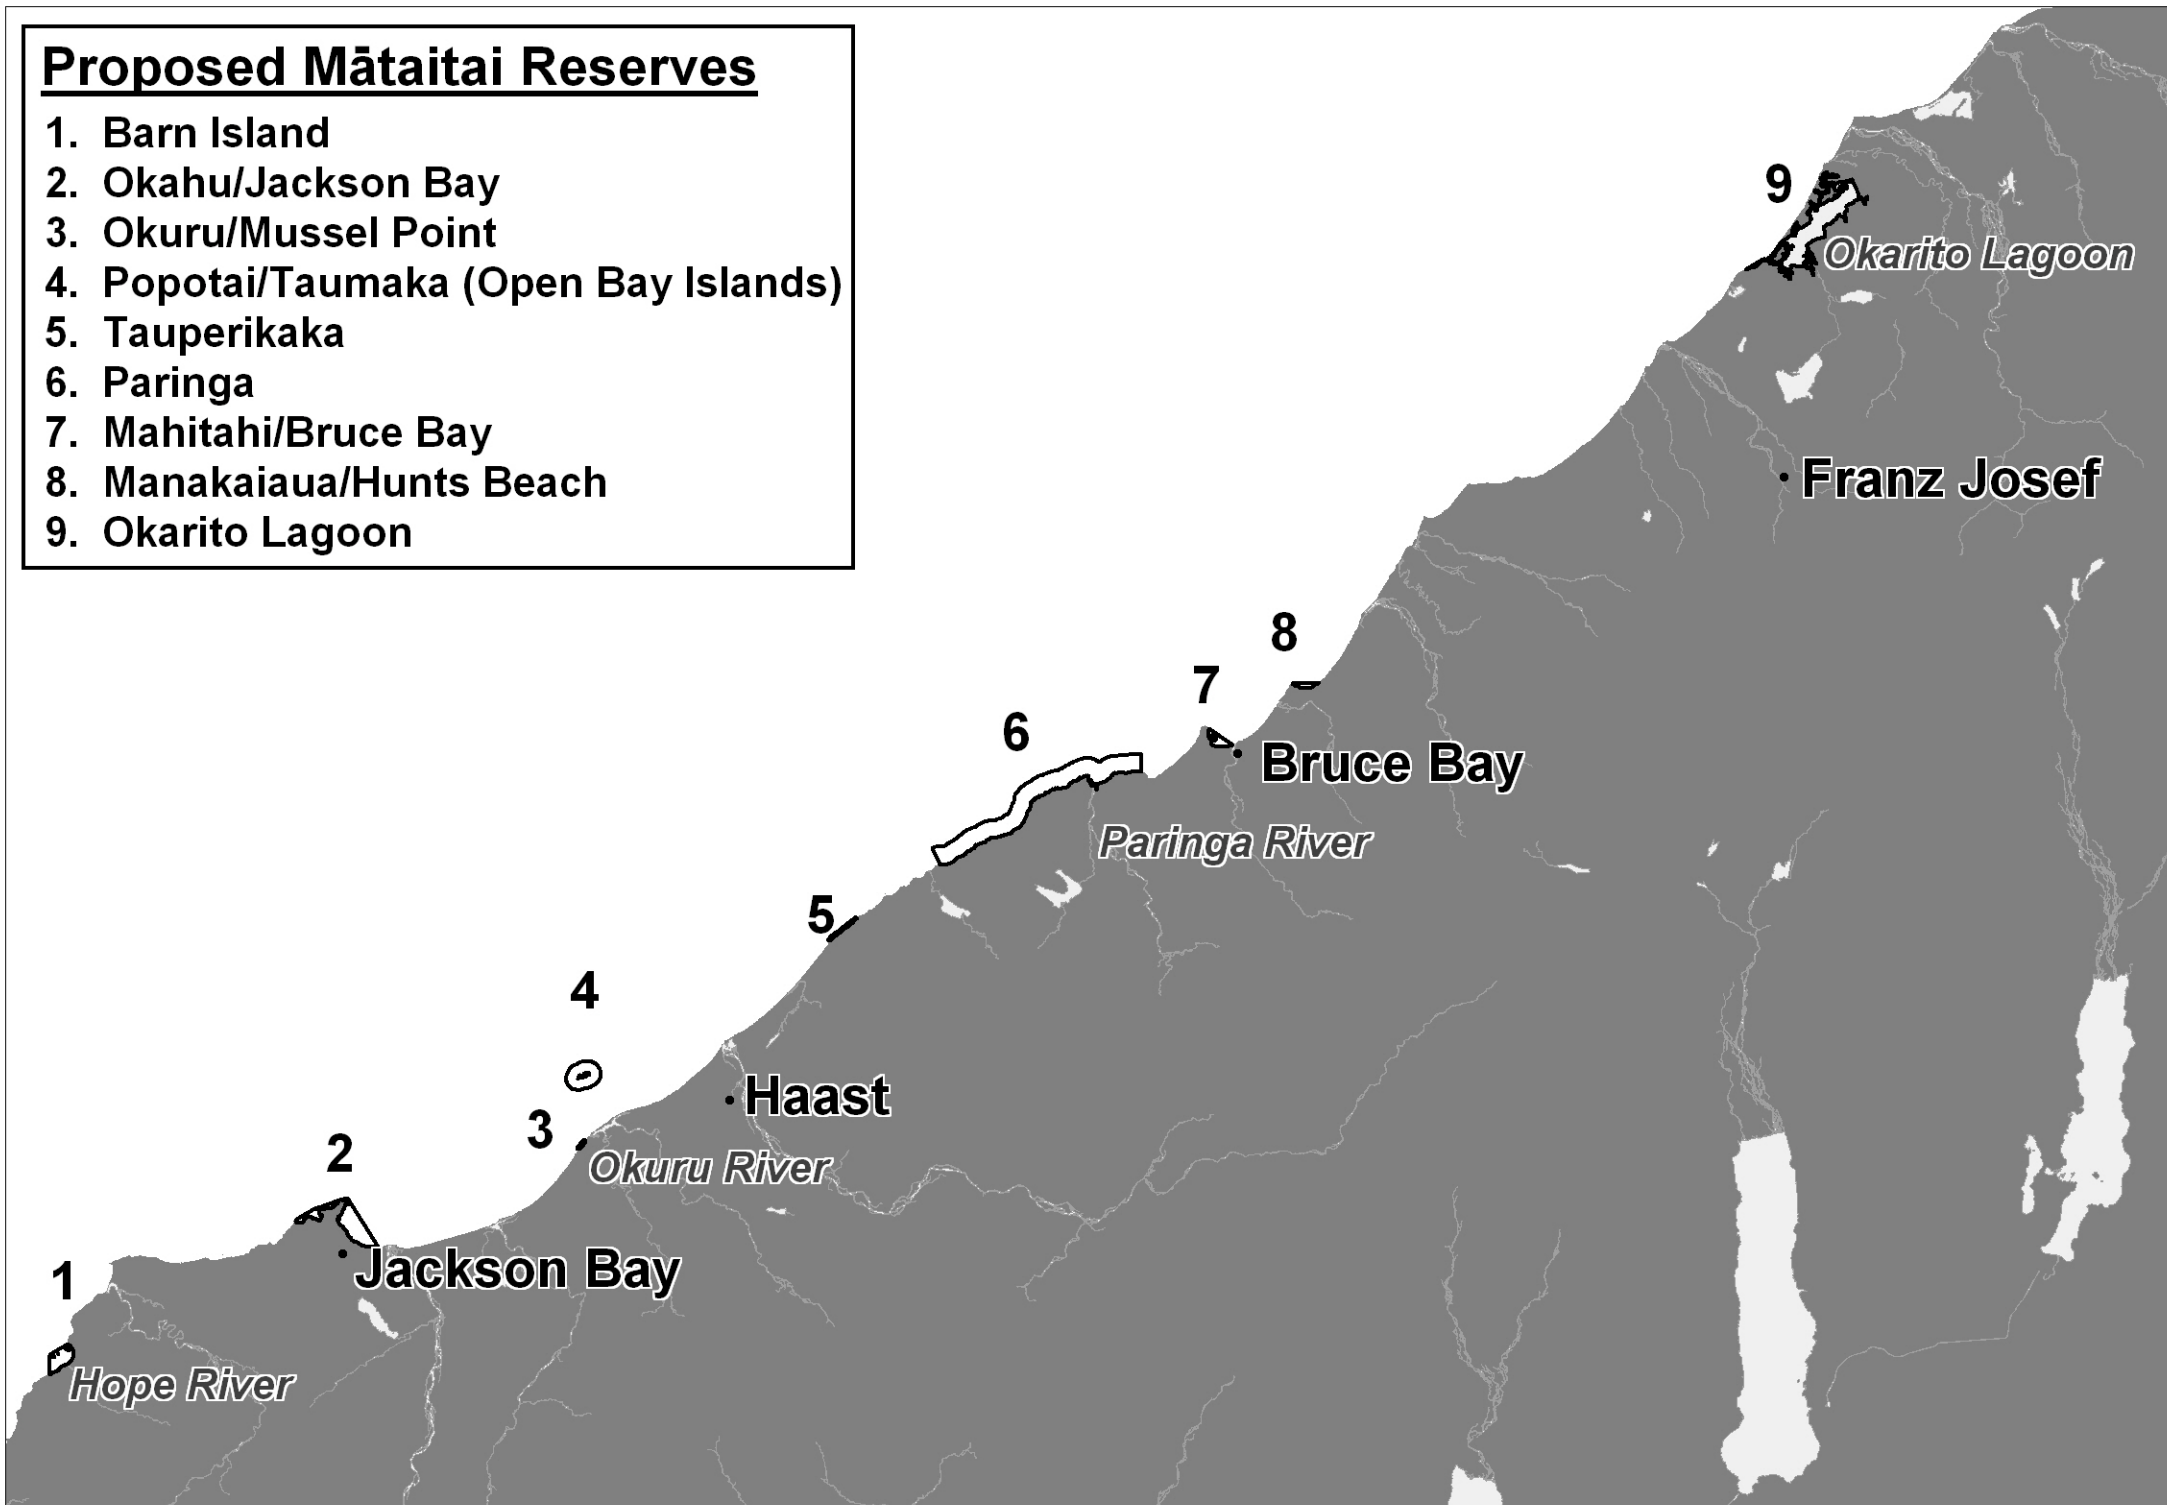 Proposed Mātaitai Reserves
1. Barn Island
2. Okahu/Jackson Bay
3. Okuru/Mussel Point
4. Popotai/Taumaka (Open Bay Islands)
5. Tauperikaka
6. Paringa
7. Mahitahi/Bruce Bay
8. Manakaiaua/Hunts Beach
9. Okarito Lagoon
9
Okarito Lagoon
Franz Josef
8
7
6
Bruce Bay
Paringa River
5
4
Haast
3
2
Okuru River
Jackson Bay
1
Hope River